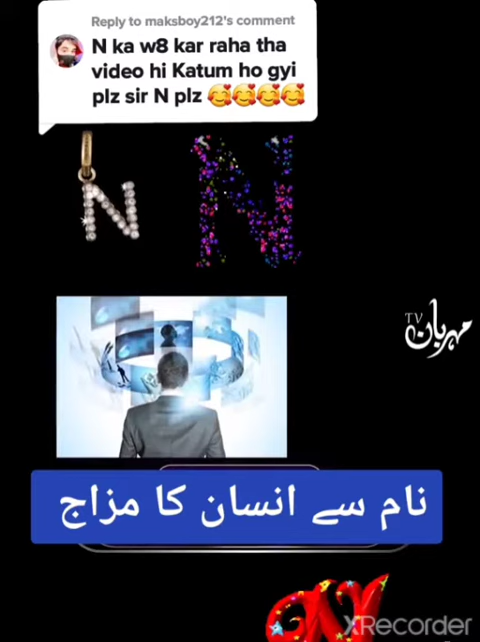 Reply to maksboy212's comment
N ka w8 kar raha tha
video hi Katum ho gyi
plz sir N plz 🥰🥰🥰🥰
N
N
TV
مہربان
نام سے انسان کا مزاج
N
XRecorder